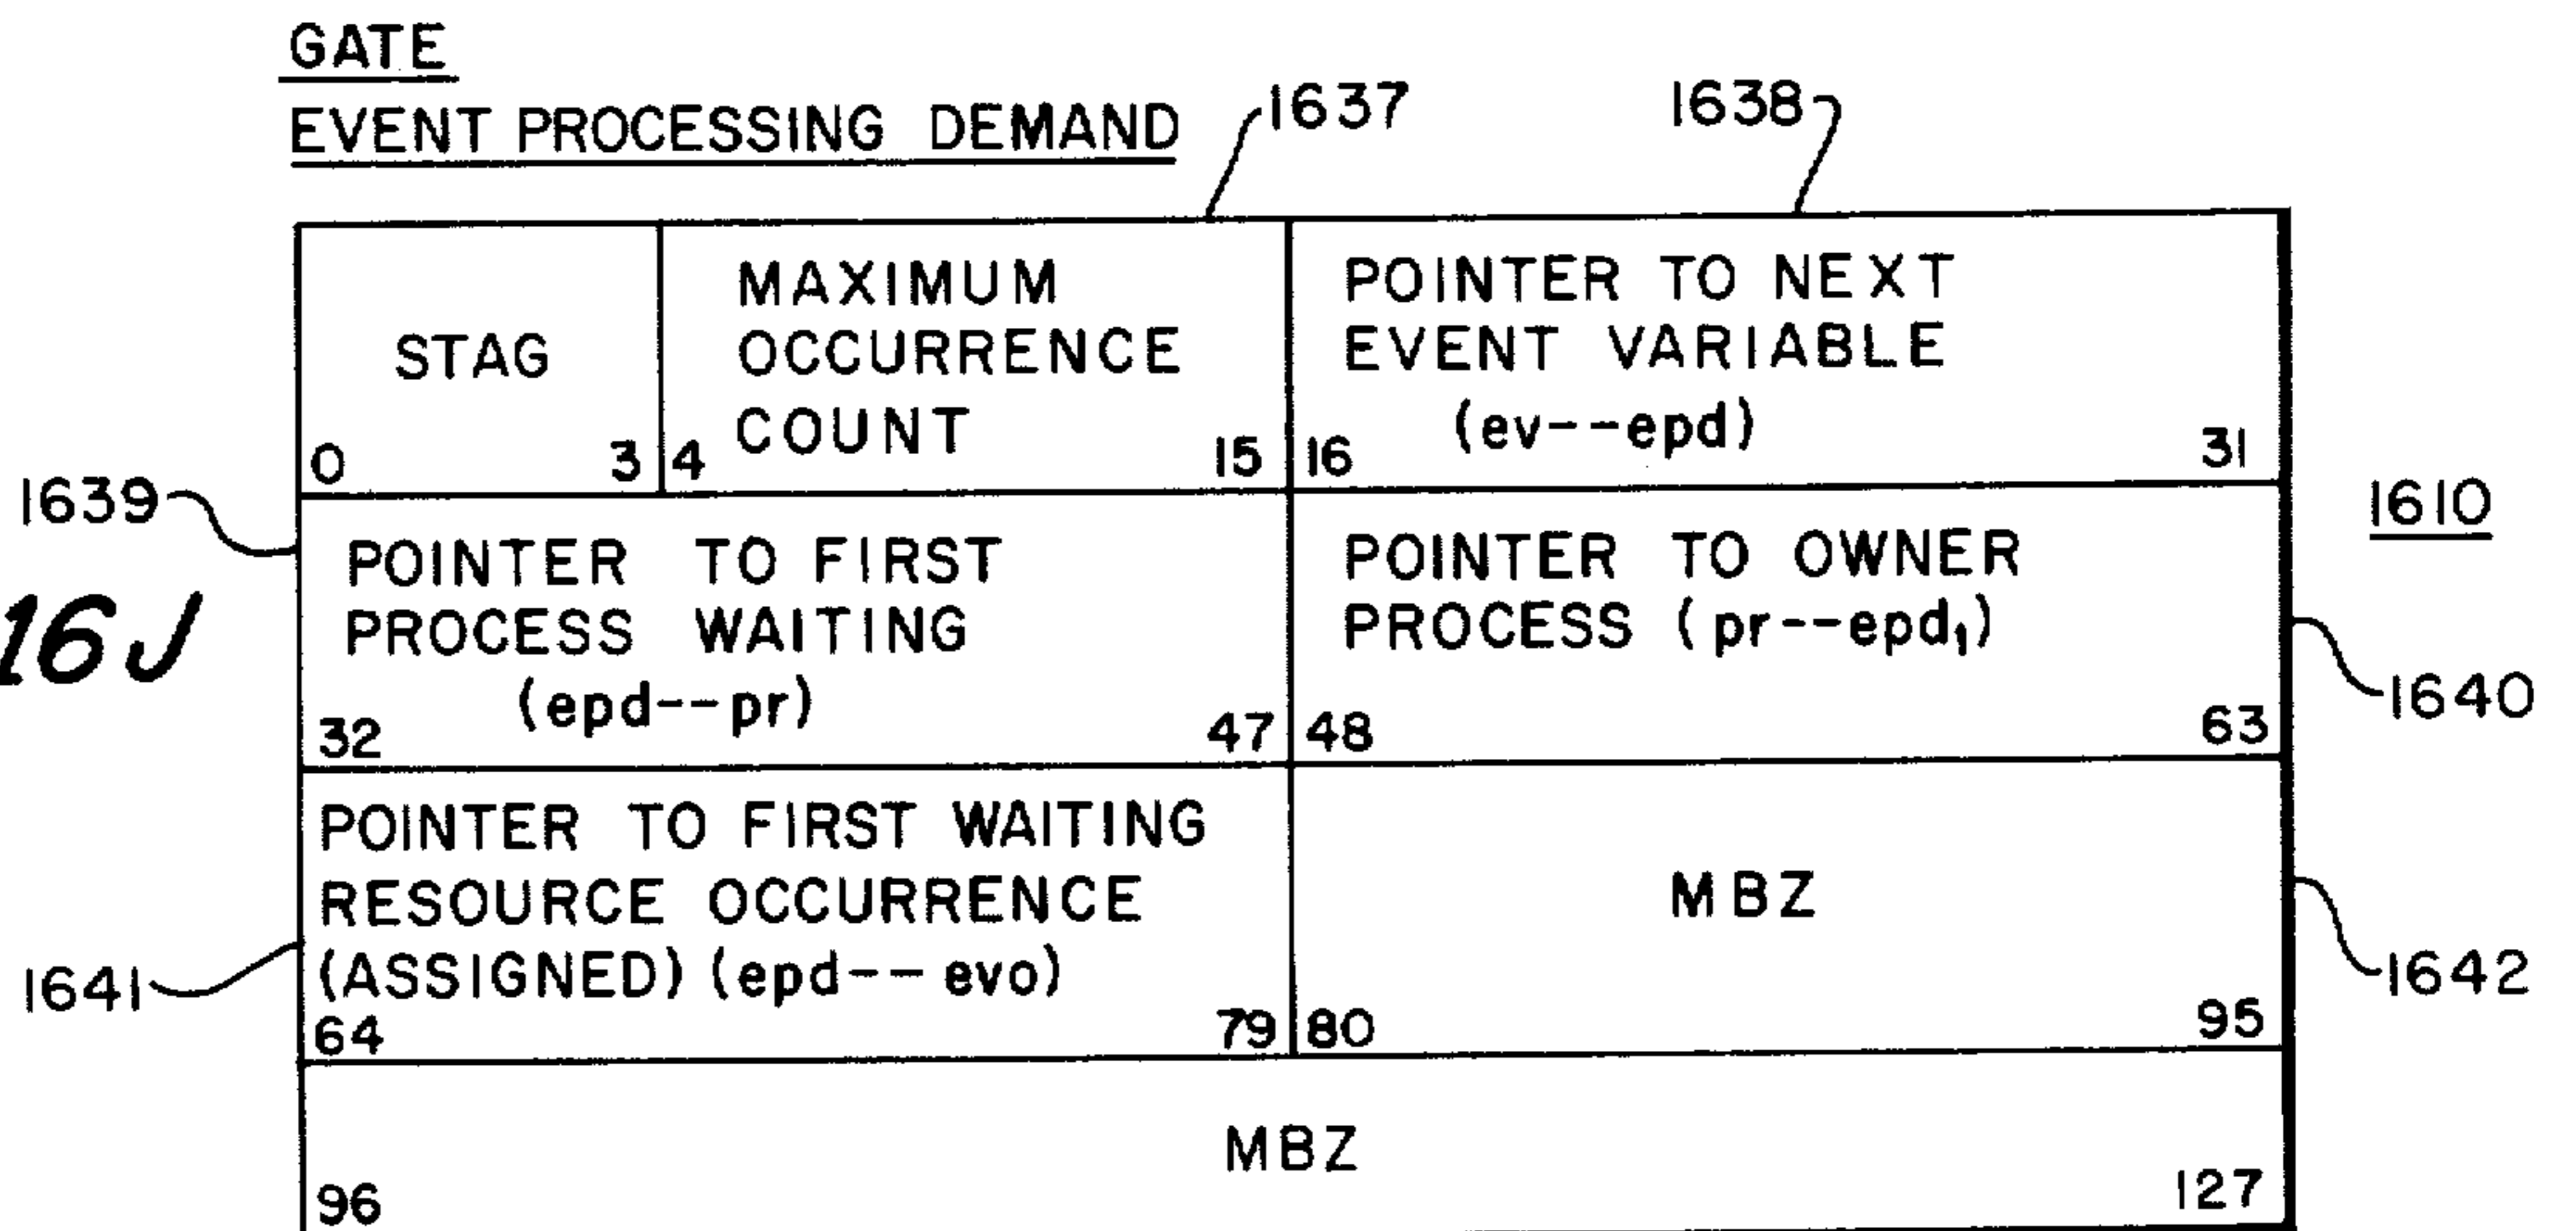 GATE
EVENT PROCESSING DEMAND
1637
1638
STAG
0 3
MAXIMUM
OCCURRENCE
COUNT
4 15
POINTER TO NEXT
EVENT VARIABLE
(ev--epd)
16 31
1639
16J
POINTER TO FIRST
PROCESS WAITING
(epd--pr)
32 47
POINTER TO OWNER
PROCESS (pr--epd₁)
48 63
1610
1640
1641
POINTER TO FIRST WAITING
RESOURCE OCCURRENCE
(ASSIGNED) (epd--evo)
64 79
MBZ
80 95
1642
MBZ
96 127